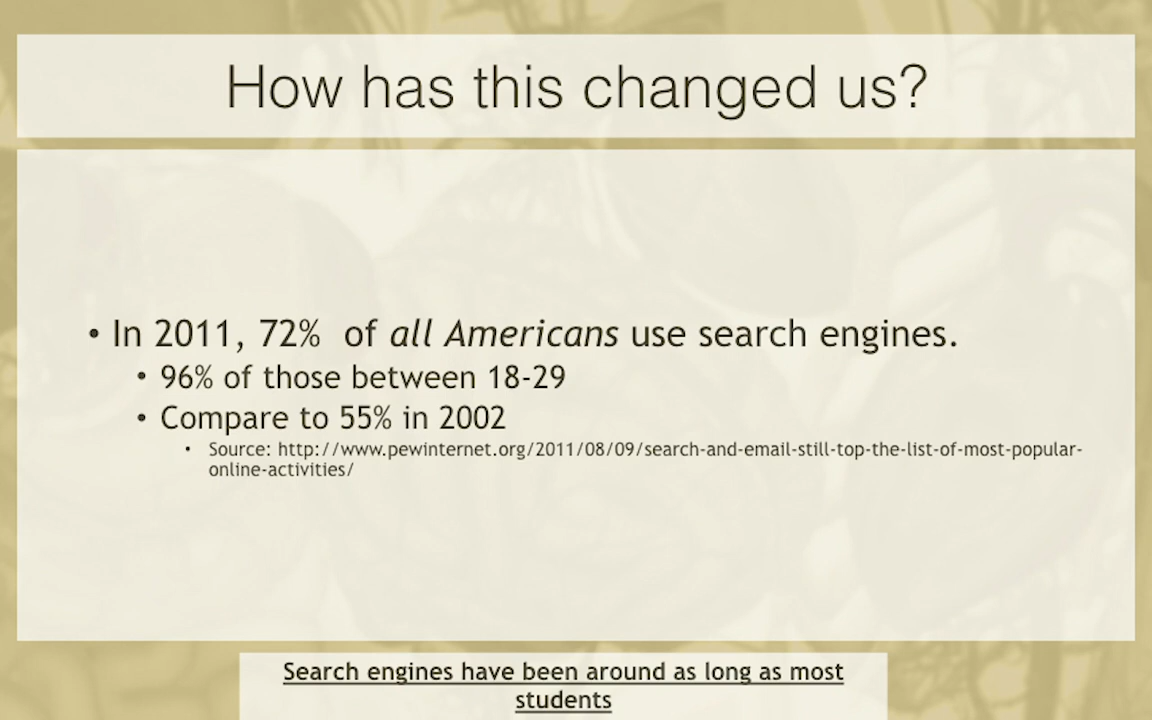 How has this changed us?
• In 2011, 72% of all Americans use search engines.
• 96% of those between 18-29
• Compare to 55% in 2002
• Source: http://www.pewinternet.org/2011/08/09/search-and-email-still-top-the-list-of-most-popular-
online-activities/
Search engines have been around as long as most
students